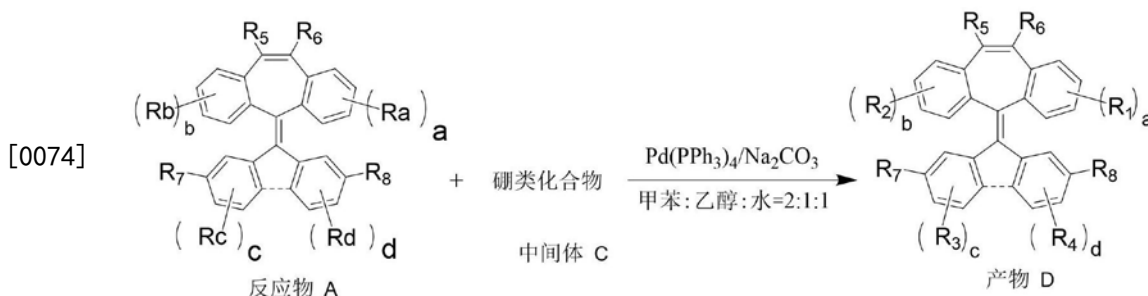 R5 R6
R5 R6
(Rb)b (Ra)a
(R2)b (R1)a
[0074]
R7 R8 + 硼类化合物 Pd(PPh3)4/Na2CO3 R7 R8
甲苯:乙醇:水=2:1:1
(Rc)c (Rd)d 中间体 C (R3)c (R4)d
反应物 A 产物 D